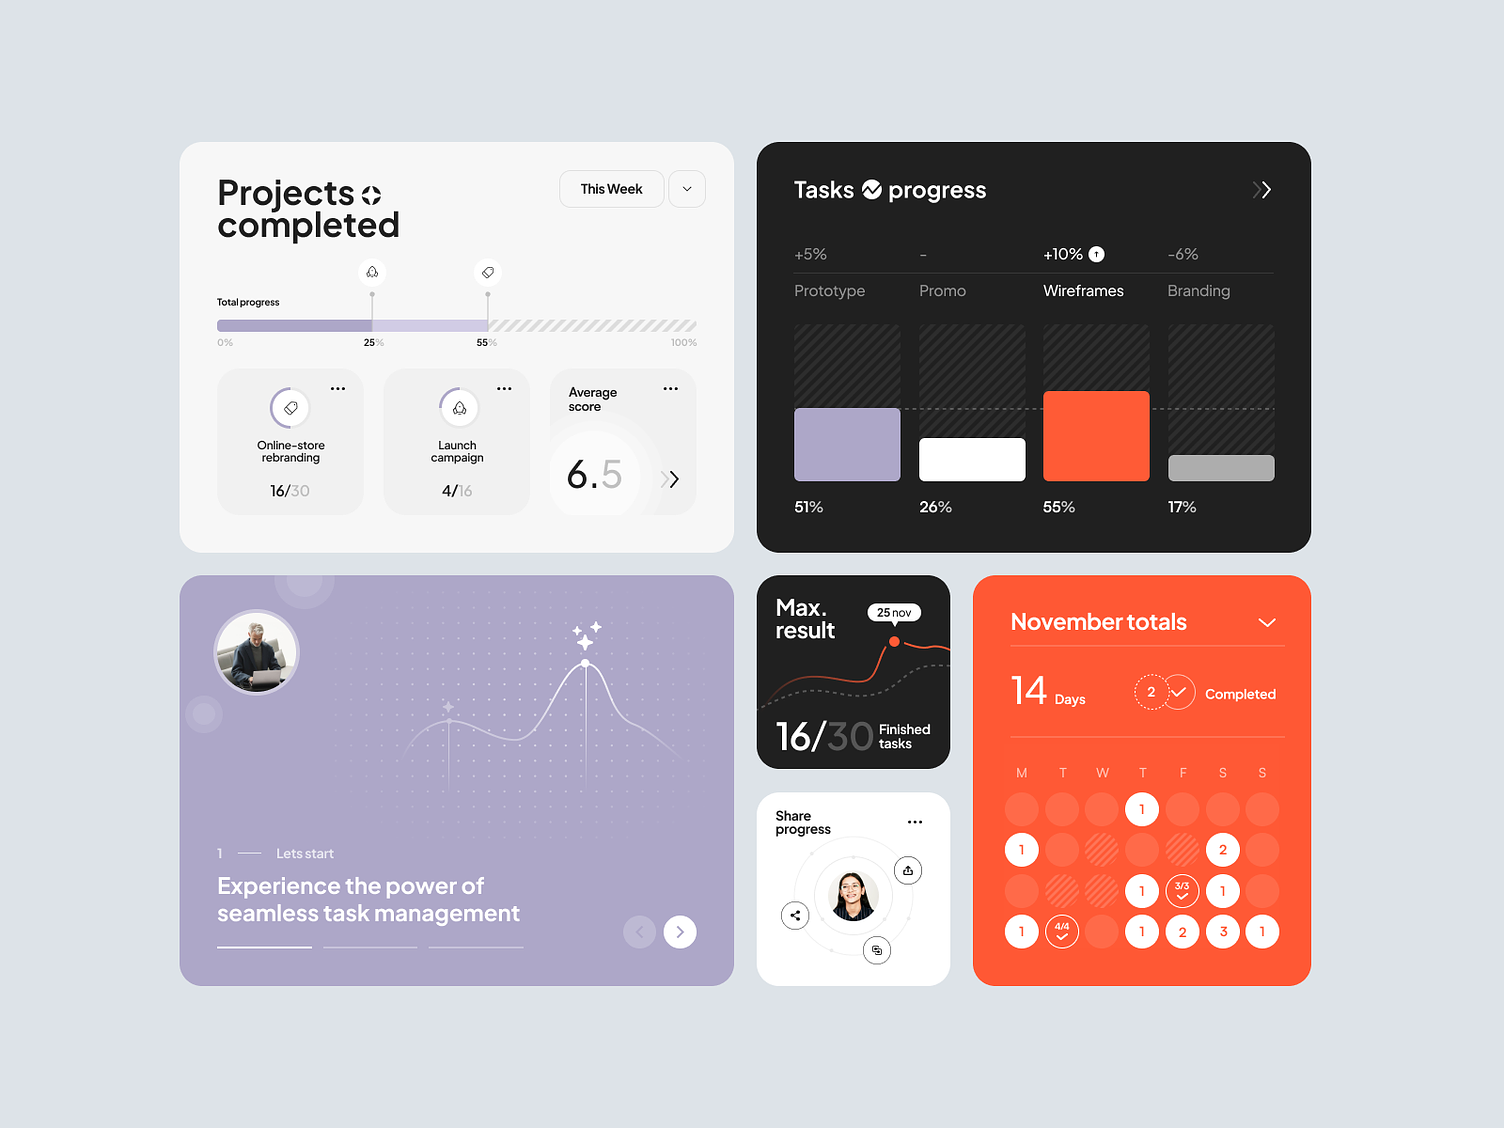 Projects
completed
This Week
Total progress
0%
25%
55%
100%
Online-store
rebranding
16/30
Launch
campaign
4/16
Average
score
6.5
Tasks progress
+5%
-
+10%
-6%
Prototype
Promo
Wireframes
Branding
51%
26%
55%
17%
1 — Lets start
Experience the power of
seamless task management
Max.
result
25 nov
16/30
Finished
tasks
Share
progress
November totals
14 Days
2
Completed
M T W T F S S
1
1 2
1 3/3 1
1 4/4 1 2 3 1